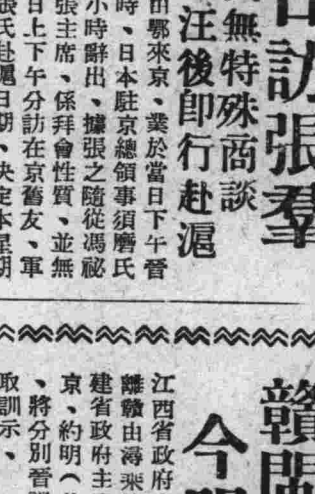 訪張羣
無特殊商談
汪後即行赴滬
由鄂來京、業於當日下午晉
時、日本駐京總領事須磨氏
小時辭出、據張之隨從馮祕
張主席、係拜會性質、並無
日上下午分訪在京舊友、軍
張氏赴滬日期、決定本星期
贛閩
今明
江西省政府
離贛由潯乘
建省政府主
京、約明（
、將分別晉謁
取訓示、